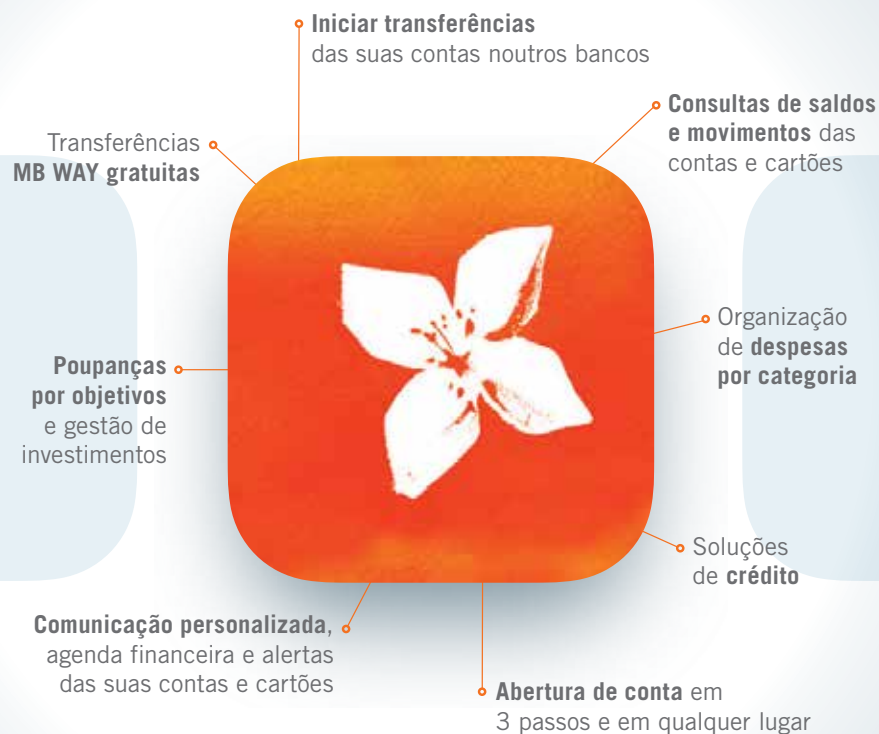 Iniciar transferências
das suas contas noutros bancos
Consultas de saldos
e movimentos das
contas e cartões
Transferências
MB WAY gratuitas
Organização
de despesas
por categoria
Poupanças
por objetivos
e gestão de
investimentos
Soluções
de crédito
Comunicação personalizada,
agenda financeira e alertas
das suas contas e cartões
Abertura de conta em
3 passos e em qualquer lugar